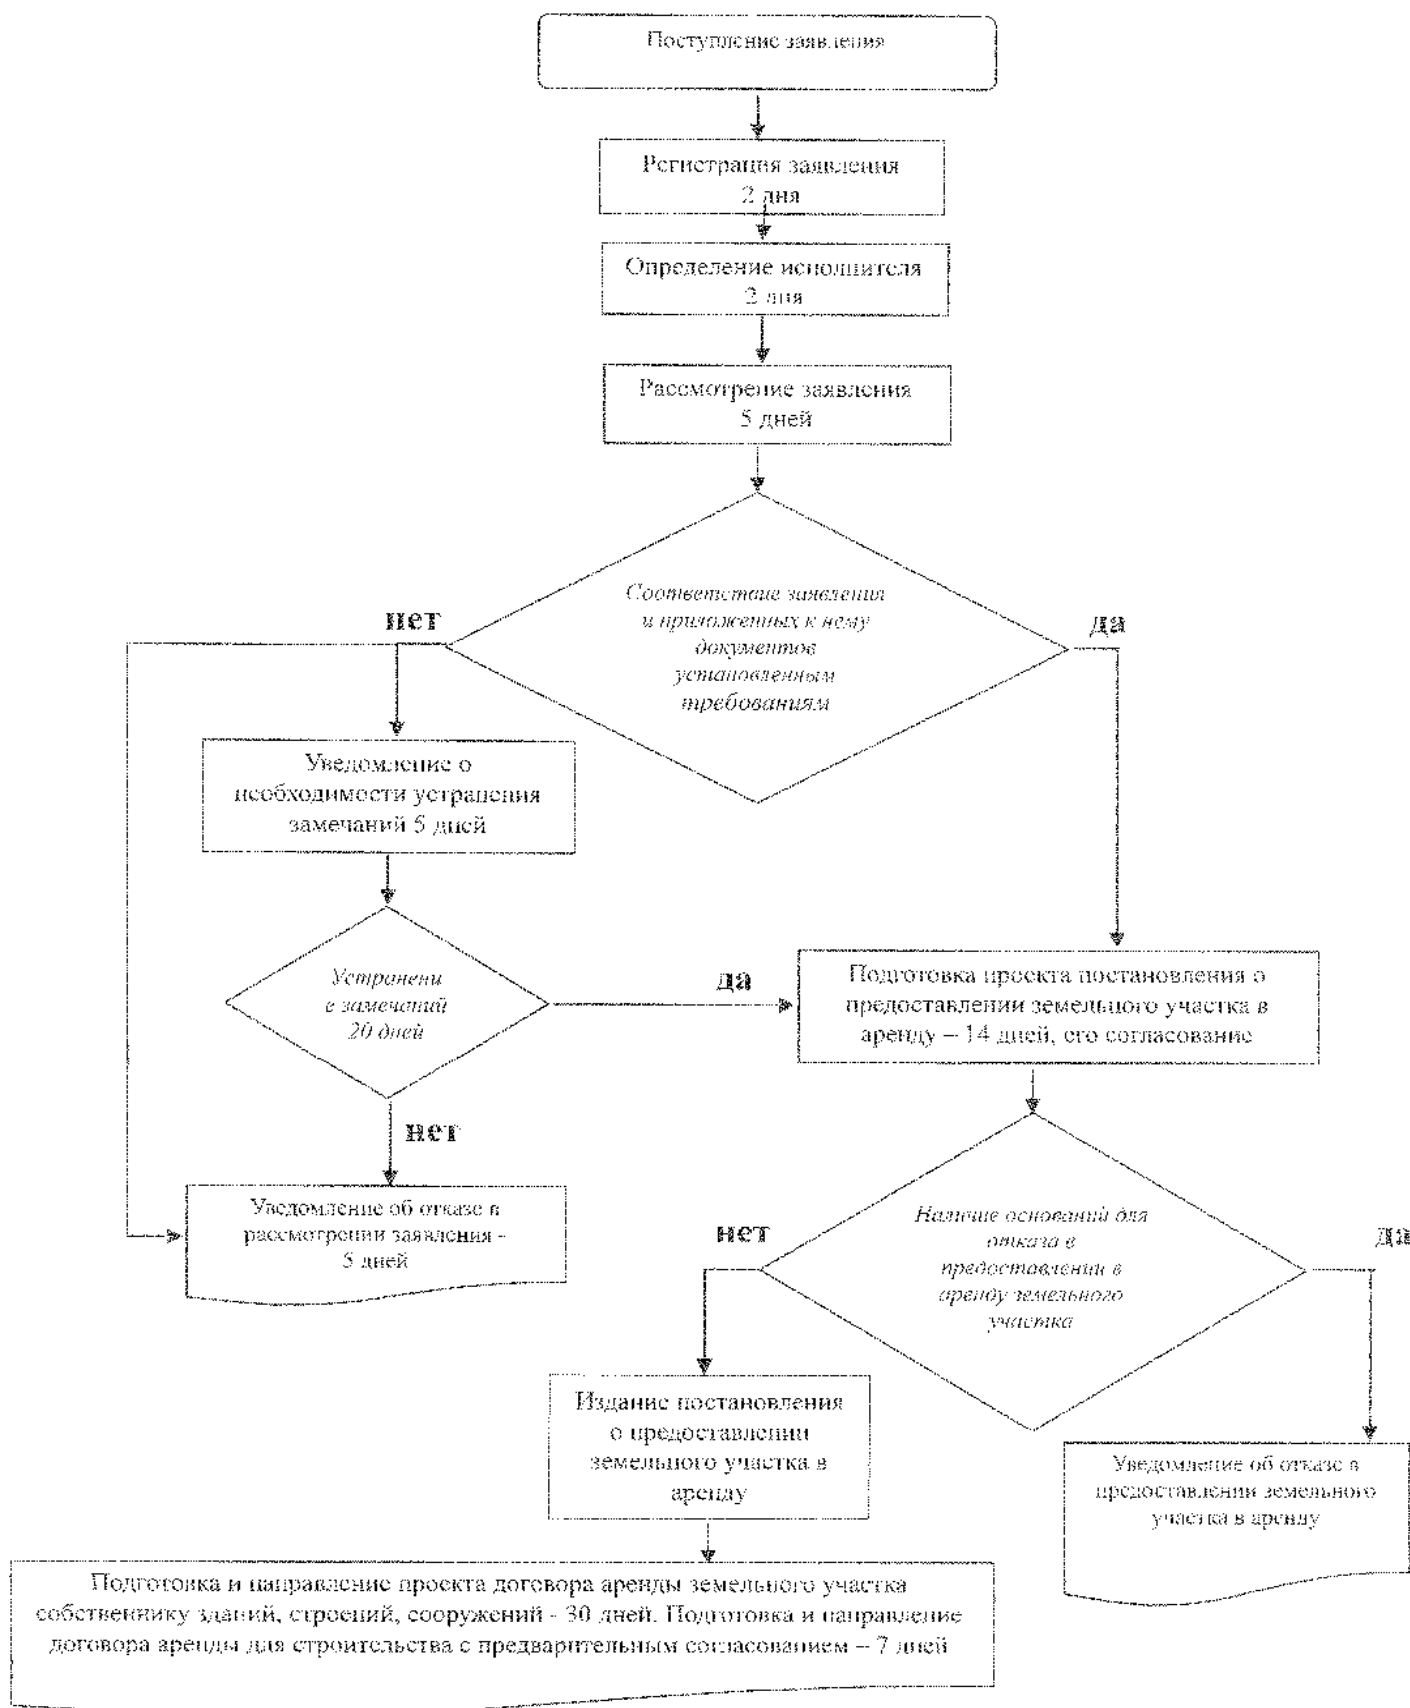 Поступление заявления
Регистрация заявления
2 дня
Определение исполнителя
2 дня
Рассмотрение заявления
5 дней
Соответствие заявления
и приложенных к нему
документов
установленным
требованиям
нет
да
Уведомление о
необходимости устранения
замечаний 5 дней
Устранени
е замечаний
20 дней
да
Подготовка проекта постановления о
предоставлении земельного участка в
аренду – 14 дней, его согласование
нет
Уведомление об отказе в
рассмотрении заявления -
5 дней
Наличие оснований для
отказа в
предоставлении в
аренду земельного
участка
нет
да
Издание постановления
о предоставлении
земельного участка в
аренду
Уведомление об отказе в
предоставлении земельного
участка в аренду
Подготовка и направление проекта договора аренды земельного участка
собственнику зданий, строений, сооружений - 30 дней. Подготовка и направление
договора аренды для строительства с предварительным согласованием – 7 дней